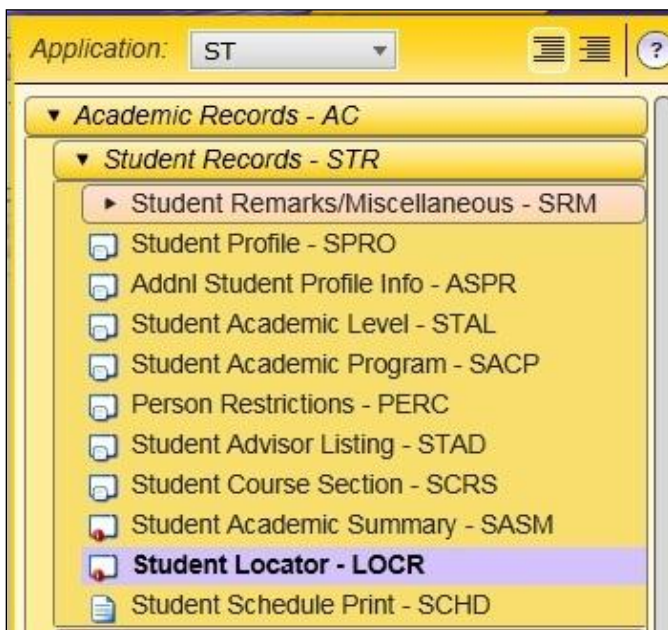 Application: ST ?
Academic Records - AC
Student Records - STR
Student Remarks/Miscellaneous - SRM
Student Profile - SPRO
Addnl Student Profile Info - ASPR
Student Academic Level - STAL
Student Academic Program - SACP
Person Restrictions - PERC
Student Advisor Listing - STAD
Student Course Section - SCRS
Student Academic Summary - SASM
Student Locator - LOCR
Student Schedule Print - SCHD